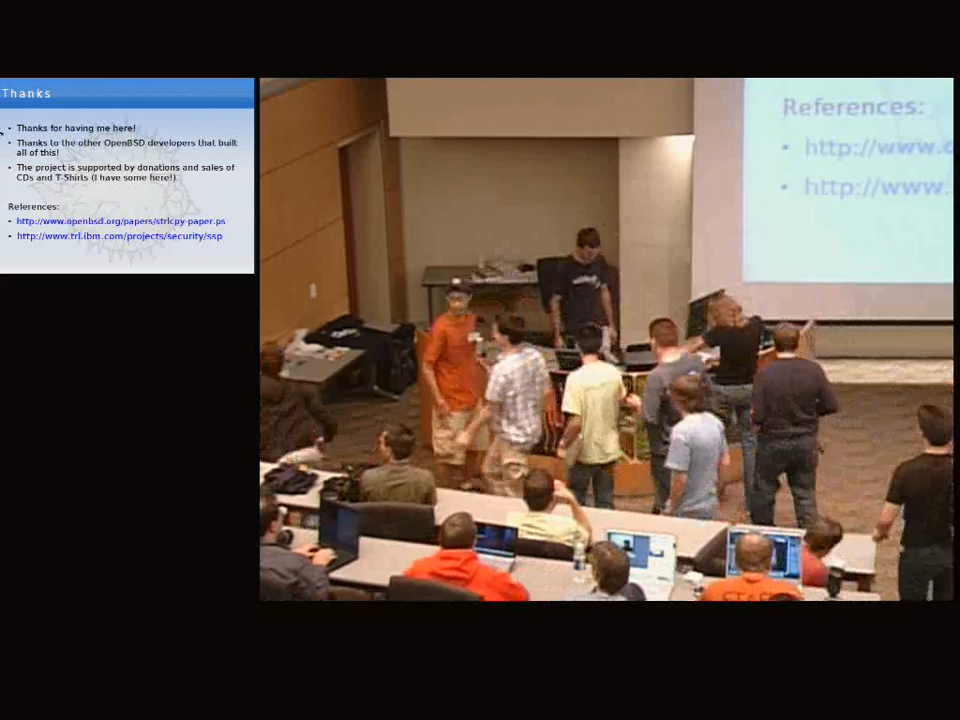 Thanks
• Thanks for having me here!
• Thanks to the other OpenBSD developers that built
all of this!
• The project is supported by donations and sales of
CDs and T-Shirts (I have some here!)
References:
• http://www.openbsd.org/papers/strlcpy-paper.ps
• http://www.trl.ibm.com/projects/security/ssp
References:
• http://www.
• http://www.
STAFF